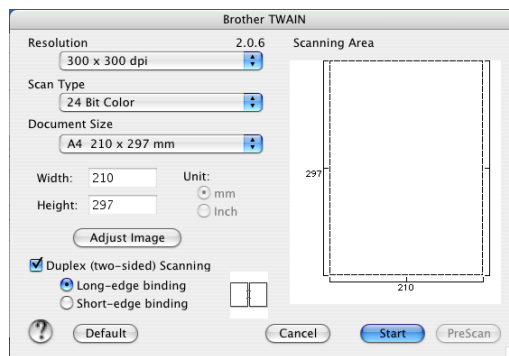 Brother TWAIN
Resolution 2.0.6
300 x 300 dpi
Scan Type
24 Bit Color
Document Size
A4 210 x 297 mm
Width: 210
Height: 297
Unit:
mm
Inch
Adjust Image
Duplex (two-sided) Scanning
Long-edge binding
Short-edge binding
Scanning Area
297
210
? Default Cancel Start PreScan